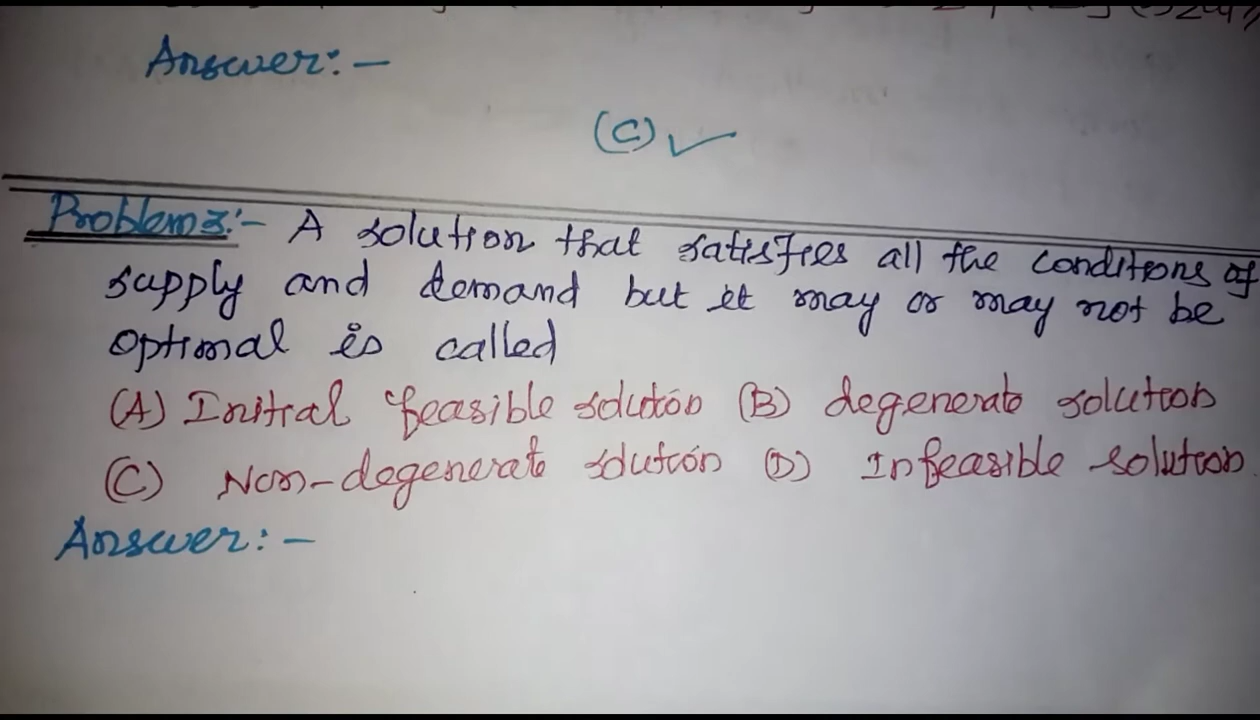 Answer:-
(C)✓
Problem3:- A solution that satisfies all the conditions of
supply and demand but it may or may not be
optimal is called
(A) Initial feasible solution (B) degenerate solution
(C) Non-degenerate solution (D) Infeasible solution
Answer:-